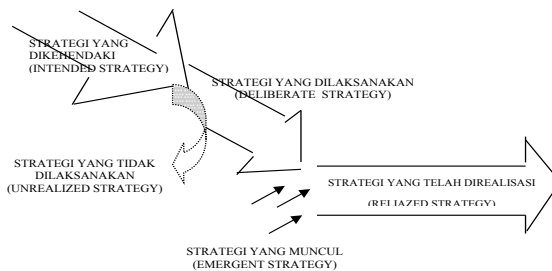 STRATEGI YANG
DIKEHENDAKI
(INTENDED STRATEGY)
STRATEGI YANG DILAKSANAKAN
(DELIBERATE STRATEGY)
STRATEGI YANG TIDAK
DILAKSANAKAN
(UNREALIZED STRATEGY)
STRATEGI YANG TELAH DIREALISASI
(RELIAZED STRATEGY)
STRATEGI YANG MUNCUL
(EMERGENT STRATEGY)